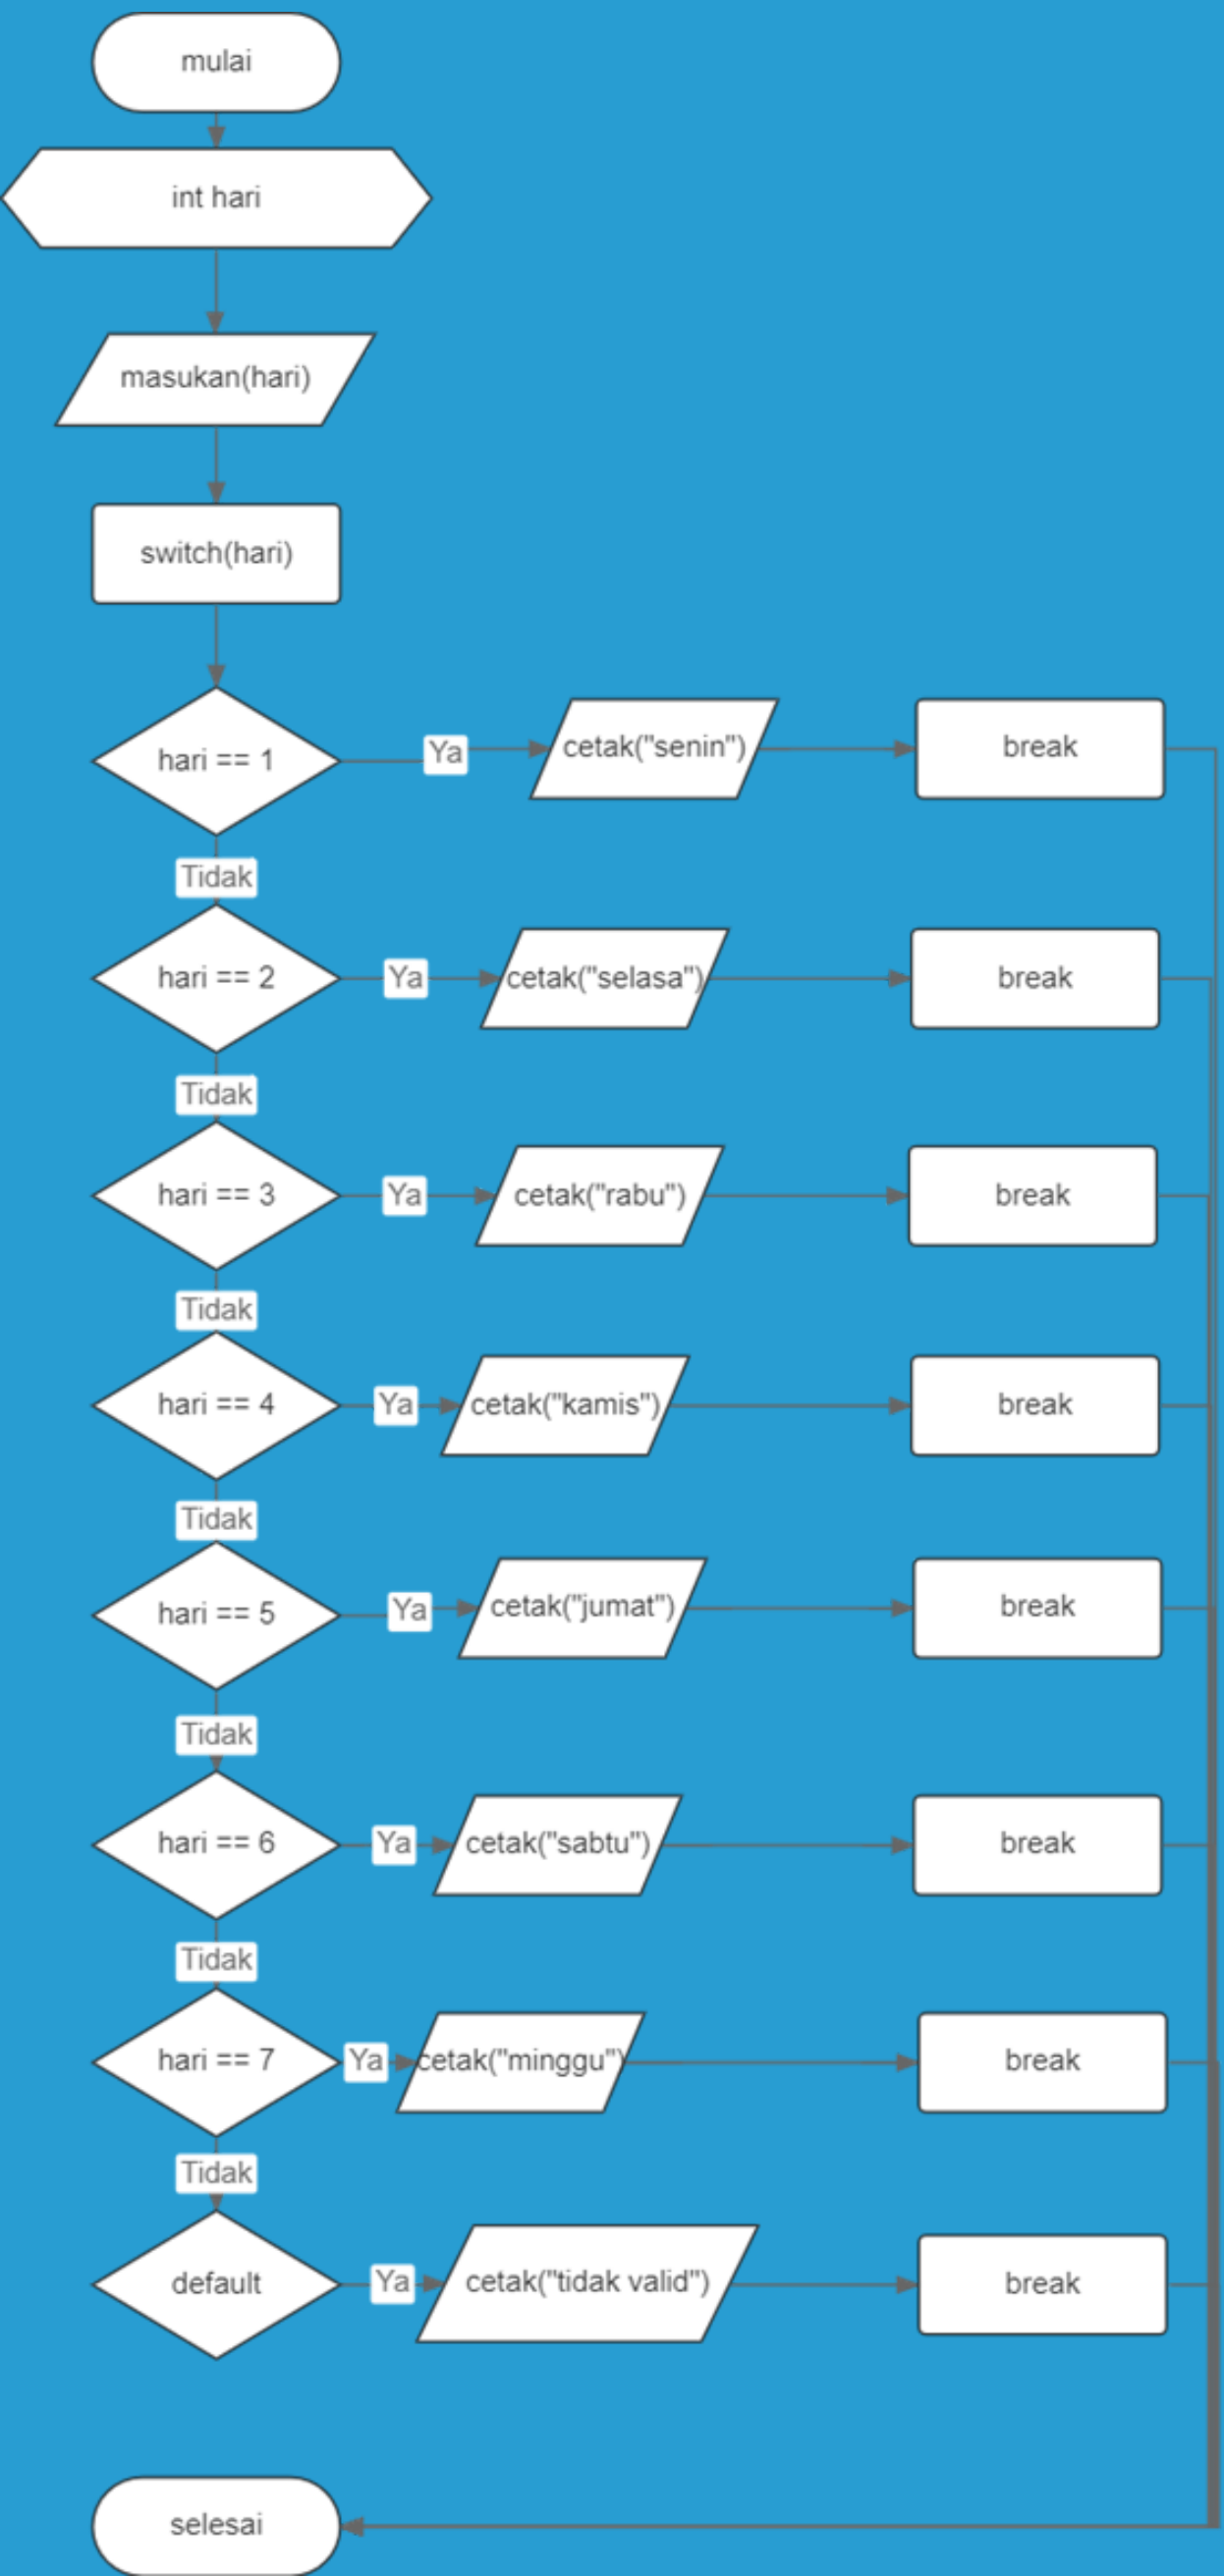 mulai
int hari
masukan(hari)
switch(hari)
hari == 1
Ya
cetak("senin")
break
Tidak
hari == 2
Ya
cetak("selasa")
break
Tidak
hari == 3
Ya
cetak("rabu")
break
Tidak
hari == 4
Ya
cetak("kamis")
break
Tidak
hari == 5
Ya
cetak("jumat")
break
Tidak
hari == 6
Ya
cetak("sabtu")
break
Tidak
hari == 7
Ya
cetak("minggu")
break
Tidak
default
Ya
cetak("tidak valid")
break
selesai